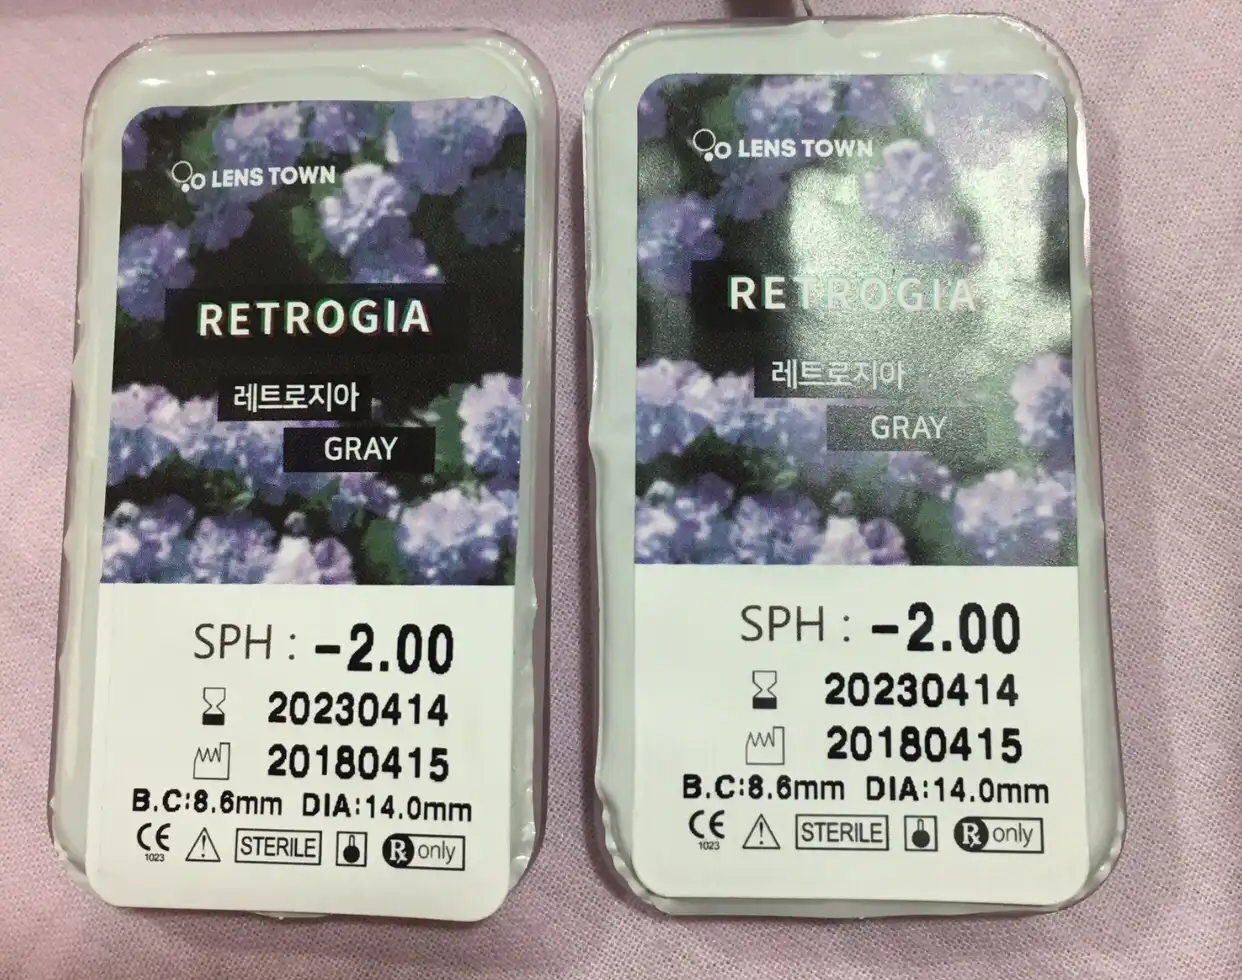 LENS TOWN
RETROGIA
레트로지아
GRAY
SPH : -2.00
20230414
20180415
B.C:8.6mm DIA:14.0mm
CE 1023 STERILE Rx only
LENS TOWN
RETROGIA
레트로지아
GRAY
SPH : -2.00
20230414
20180415
B.C:8.6mm DIA:14.0mm
CE 1023 STERILE Rx only